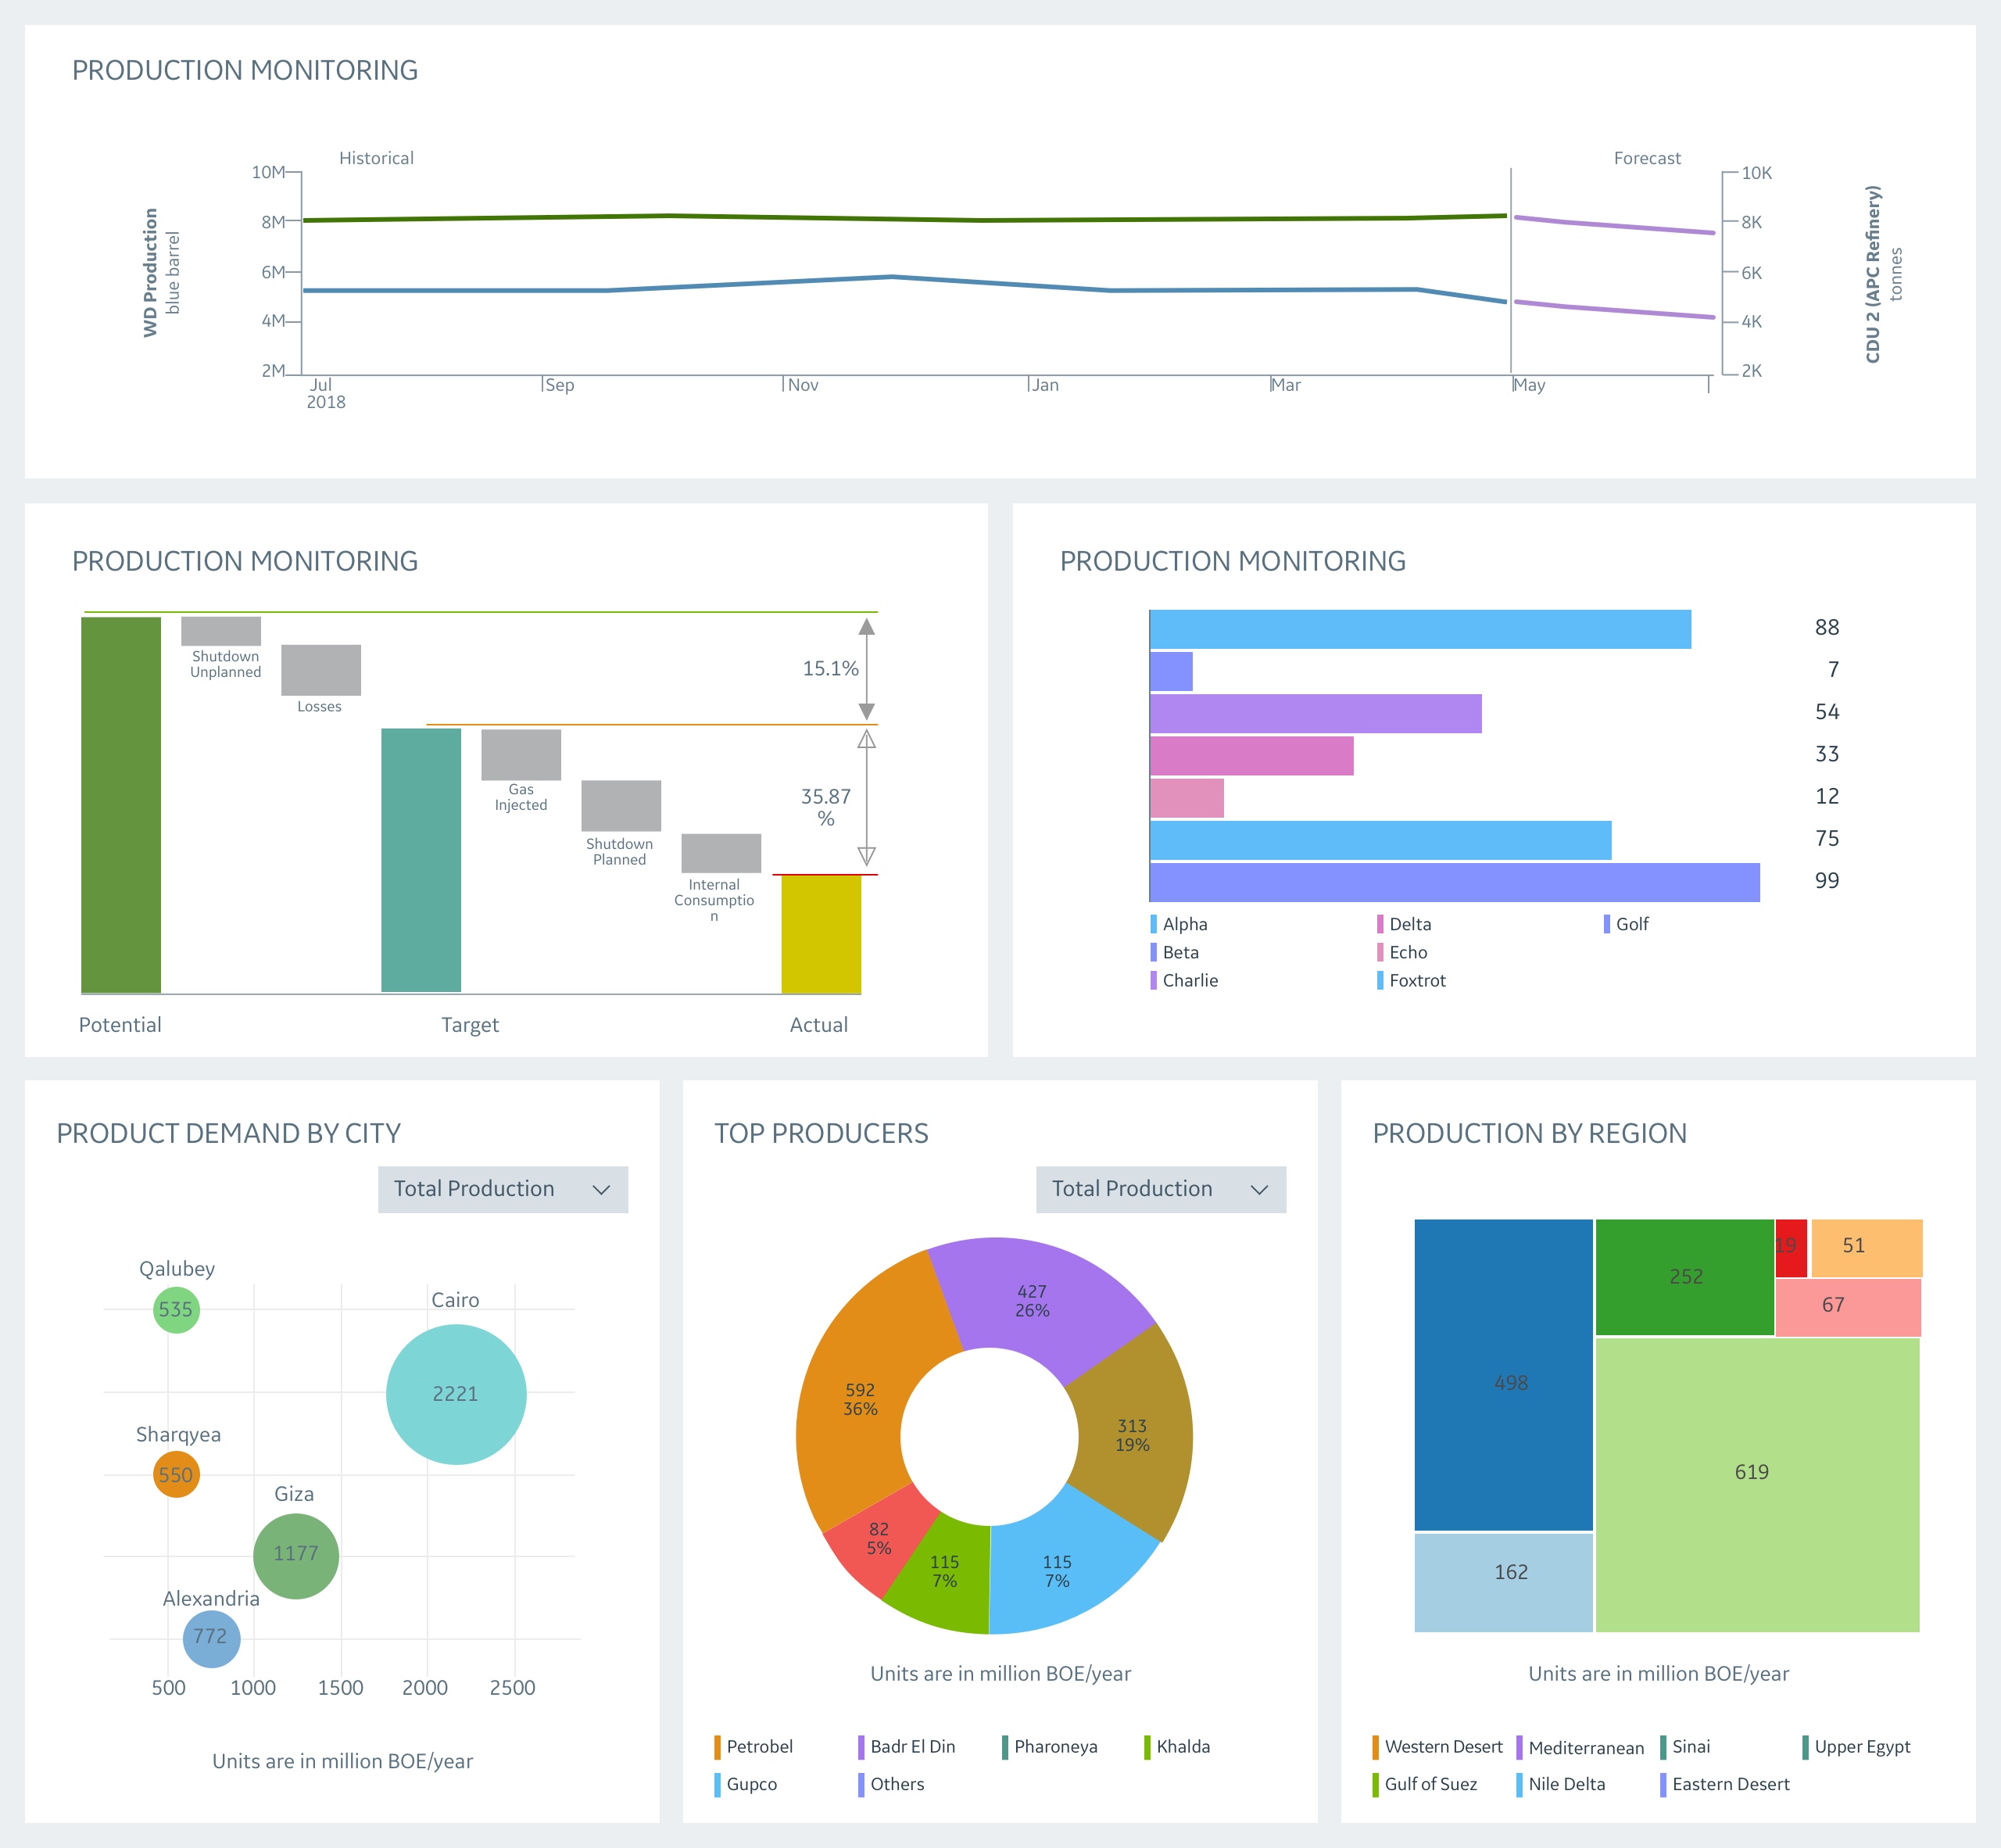 PRODUCTION MONITORING
Historical
Forecast
10M
8M
6M
4M
2M
WD Production
blue barrel
10K
8K
6K
4K
2K
CDU 2 (APC Refinery)
tonnes
Jul
2018
Sep
Nov
Jan
Mar
May
PRODUCTION MONITORING
Shutdown
Unplanned
Losses
15.1%
Gas
Injected
35.87
%
Shutdown
Planned
Internal
Consumptio
n
Potential
Target
Actual
PRODUCTION MONITORING
88
7
54
33
12
75
99
Alpha
Delta
Golf
Beta
Echo
Charlie
Foxtrot
PRODUCT DEMAND BY CITY
Total Production
Qalubey
535
Cairo
2221
Sharqyea
550
Giza
1177
Alexandria
772
500
1000
1500
2000
2500
Units are in million BOE/year
TOP PRODUCERS
Total Production
427
26%
592
36%
313
19%
82
5%
115
7%
115
7%
Units are in million BOE/year
Petrobel
Badr El Din
Pharoneya
Khalda
Gupco
Others
PRODUCTION BY REGION
19
51
252
67
498
619
162
Units are in million BOE/year
Western Desert
Mediterranean
Sinai
Upper Egypt
Gulf of Suez
Nile Delta
Eastern Desert